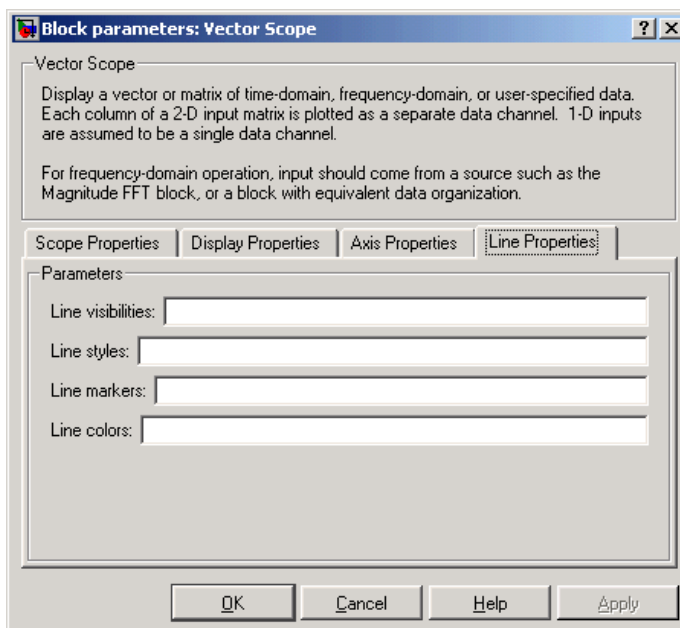 Block parameters: Vector Scope
Vector Scope
Display a vector or matrix of time-domain, frequency-domain, or user-specified data.
Each column of a 2-D input matrix is plotted as a separate data channel. 1-D inputs
are assumed to be a single data channel.
For frequency-domain operation, input should come from a source such as the
Magnitude FFT block, or a block with equivalent data organization.
Scope Properties Display Properties Axis Properties Line Properties
Parameters
Line visibilities:
Line styles:
Line markers:
Line colors:
OK Cancel Help Apply